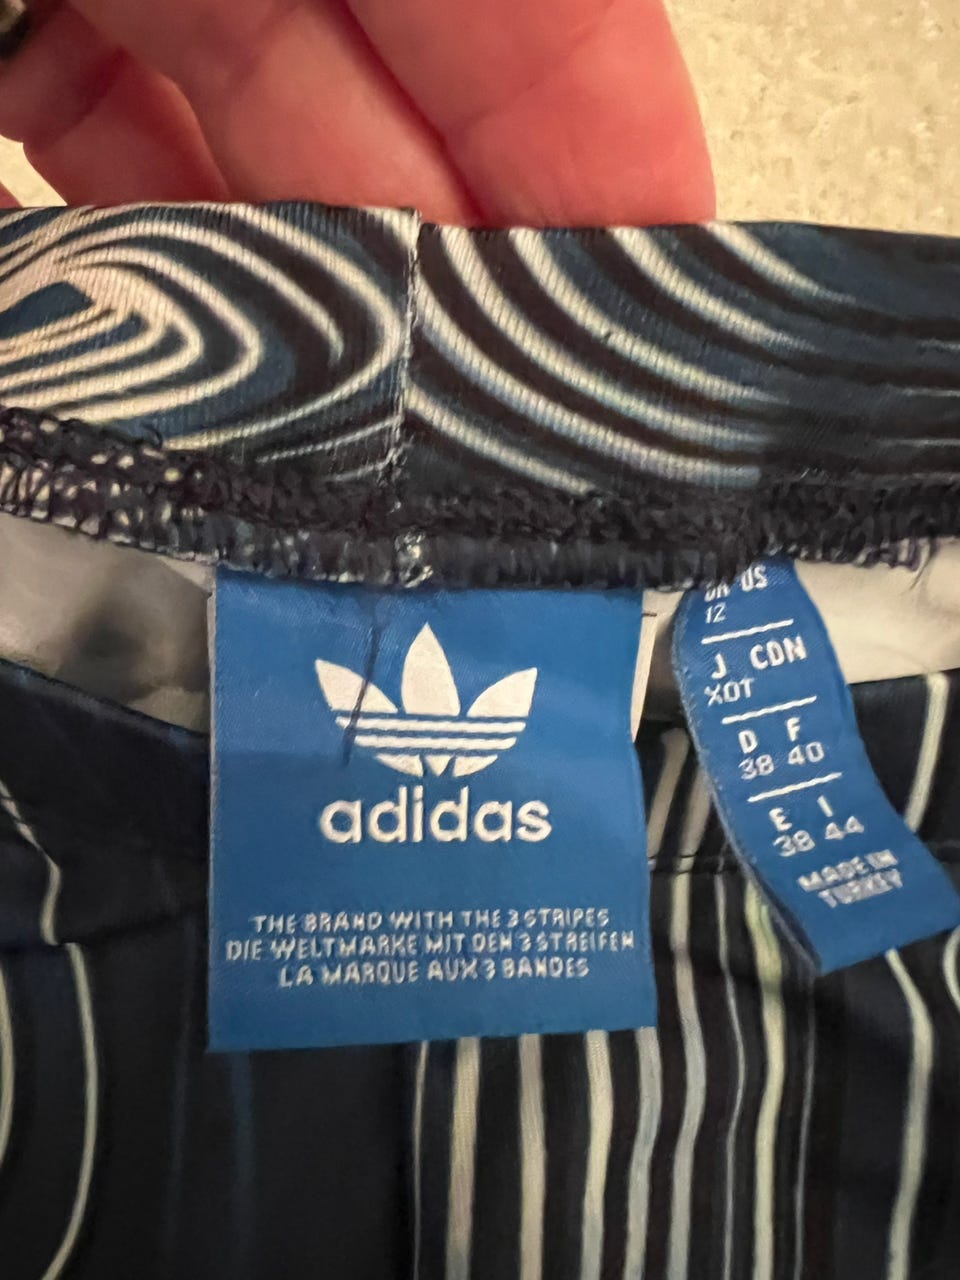 adidas
THE BRAND WITH THE 3 STRIPES
DIE WELTMARKE MIT DEN 3 STREIFEN
LA MARQUE AUX 3 BANDES
US
12
J CDN
XOT
D F
38 40
E I
38 44
MADE IN
TURKEY